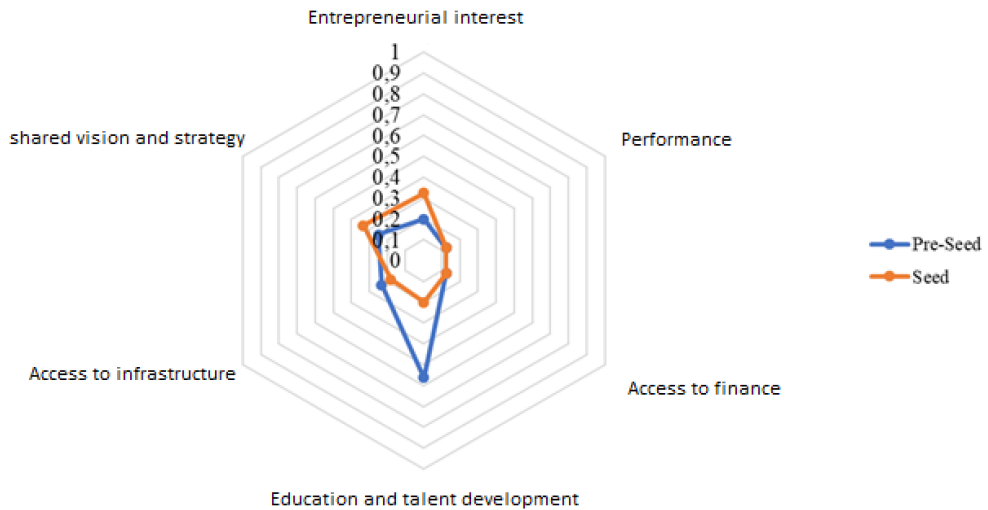 Entrepreneurial interest
1
0,9
0,8
0,7
0,6
0,5
0,4
0,3
0,2
0,1
0
shared vision and strategy
Performance
Pre-Seed
Seed
Access to infrastructure
Access to finance
Education and talent development